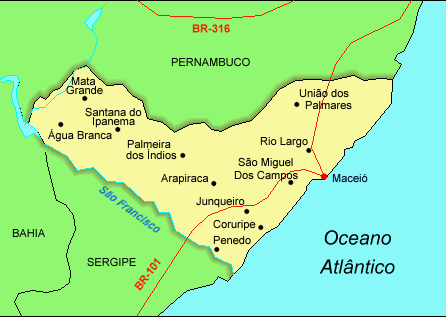 BR-316
PERNAMBUCO
Mata
Grande
União dos
Palmares
Santana do
Ipanema
Água Branca
Palmeira
dos Índios
Rio Largo
São Miguel
Dos Campos
Arapiraca
Maceió
São Francisco
Junqueiro
Coruripe
Penedo
BAHIA
SERGIPE
BR-101
Oceano
Atlântico